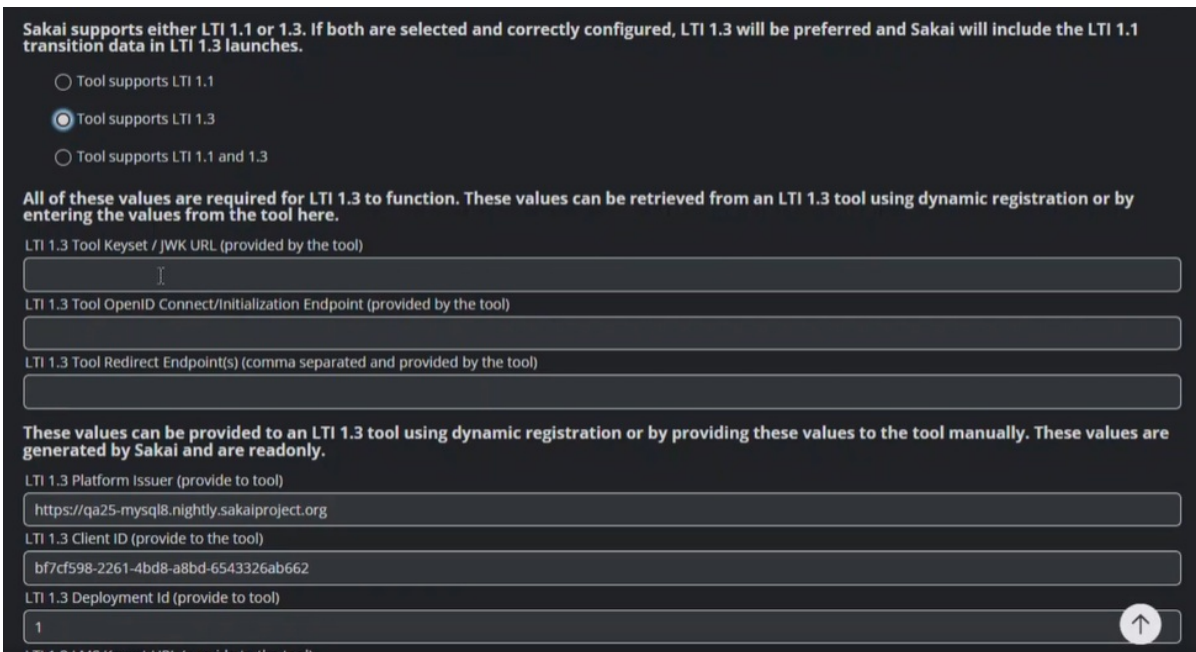 Sakai supports either LTI 1.1 or 1.3. If both are selected and correctly configured, LTI 1.3 will be preferred and Sakai will include the LTI 1.1
transition data in LTI 1.3 launches.
Tool supports LTI 1.1
Tool supports LTI 1.3
Tool supports LTI 1.1 and 1.3
All of these values are required for LTI 1.3 to function. These values can be retrieved from an LTI 1.3 tool using dynamic registration or by
entering the values from the tool here.
LTI 1.3 Tool Keyset / JWK URL (provided by the tool)
LTI 1.3 Tool OpenID Connect/Initialization Endpoint (provided by the tool)
LTI 1.3 Tool Redirect Endpoint(s) (comma separated and provided by the tool)
These values can be provided to an LTI 1.3 tool using dynamic registration or by providing these values to the tool manually. These values are
generated by Sakai and are readonly.
LTI 1.3 Platform Issuer (provide to tool)
https://qa25-mysql8.nightly.sakaiproject.org
LTI 1.3 Client ID (provide to the tool)
bf7cf598-2261-4bd8-a8bd-6543326ab662
LTI 1.3 Deployment Id (provide to tool)
1